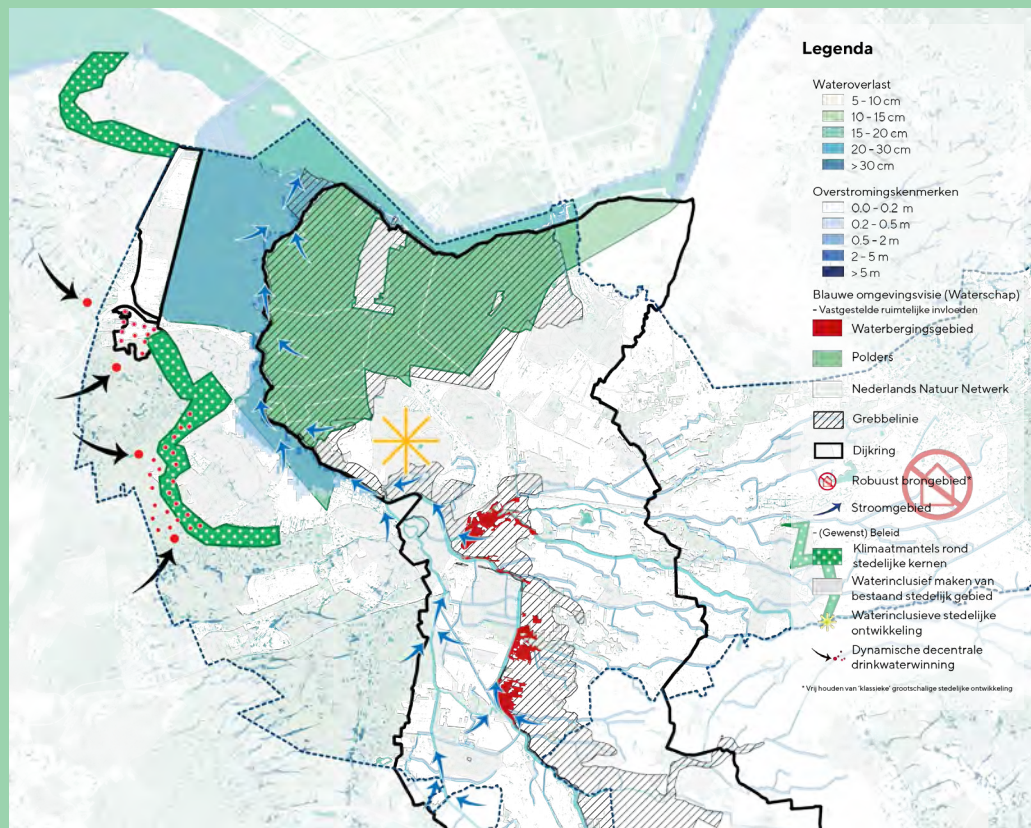 Legenda
Wateroverlast
5 - 10 cm
10 - 15 cm
15 - 20 cm
20 - 30 cm
> 30 cm
Overstromingskenmerken
0.0 - 0.2 m
0.2 - 0.5 m
0.5 - 2 m
2 - 5 m
> 5 m
Blauwe omgevingsvisie (Waterschap)
- Vastgestelde ruimtelijke invloeden
Waterbergingsgebied
Polders
Nederlands Natuur Netwerk
Grebbelinie
Dijkring
Robuust brongebied*
Stroomgebied
- (Gewenst) Beleid
Klimaatmantels rond
stedelijke kernen
Waterinclusief maken van
bestaand stedelijk gebied
Waterinclusieve stedelijke
ontwikkeling
Dynamische decentrale
drinkwaterwinning
* Vrij houden van 'klassieke' grootschalige stedelijke ontwikkeling